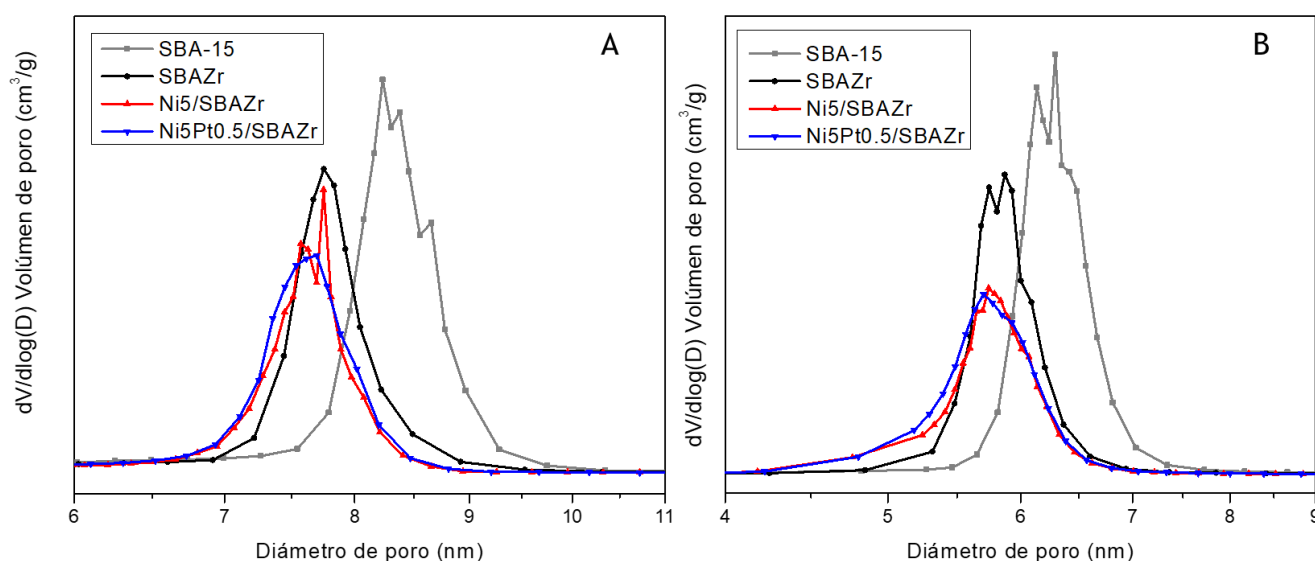 A
SBA-15
SBAZr
Ni5/SBAZr
Ni5Pt0.5/SBAZr
dV/dlog(D) Volúmen de poro (cm³/g)
6 7 8 9 10 11
Diámetro de poro (nm)
B
SBA-15
SBAZr
Ni5/SBAZr
Ni5Pt0.5/SBAZr
dV/dlog(D) Volúmen de poro (cm³/g)
4 5 6 7 8 9
Diámetro de poro (nm)